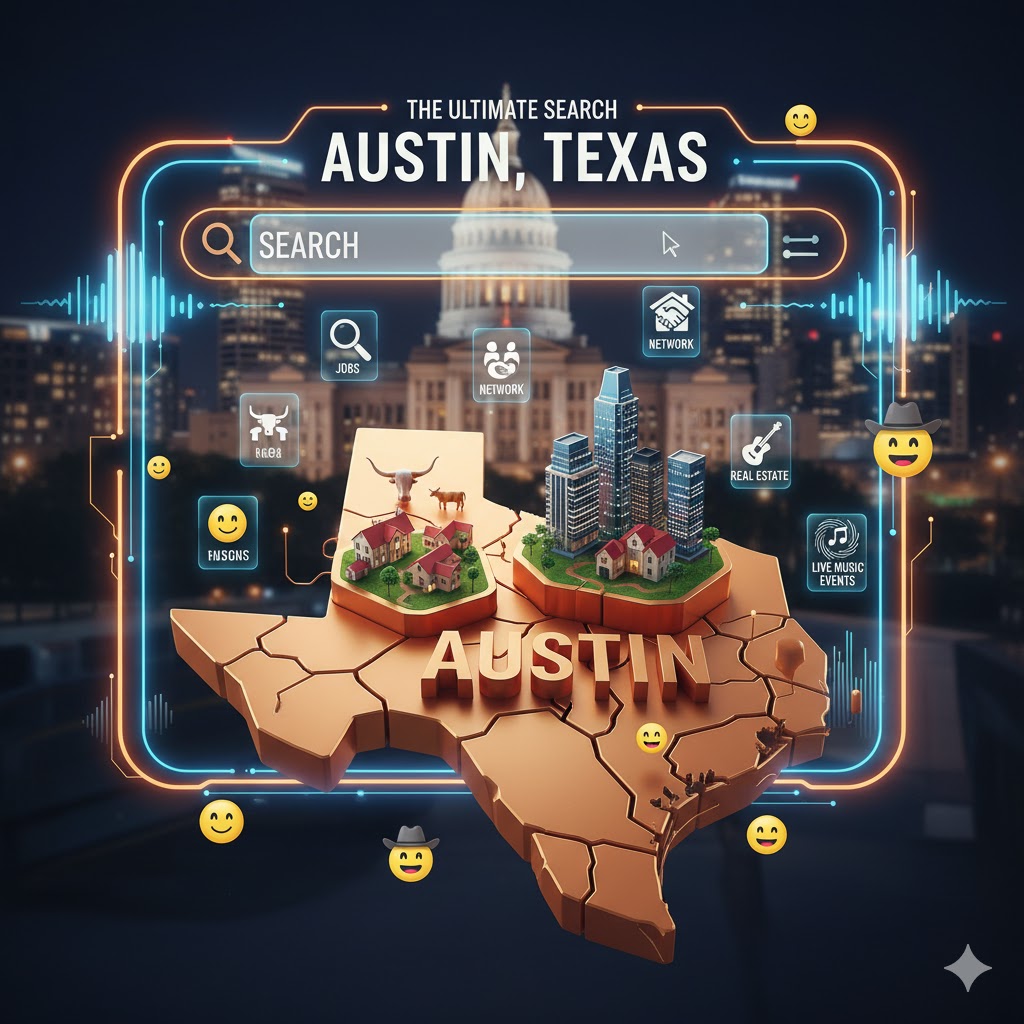 THE ULTIMATE SEARCH
AUSTIN, TEXAS
SEARCH
JOBS
NETWORK
NETWORK
REAL ESTATE
LIVE MUSIC
EVENTS
AUSTIN